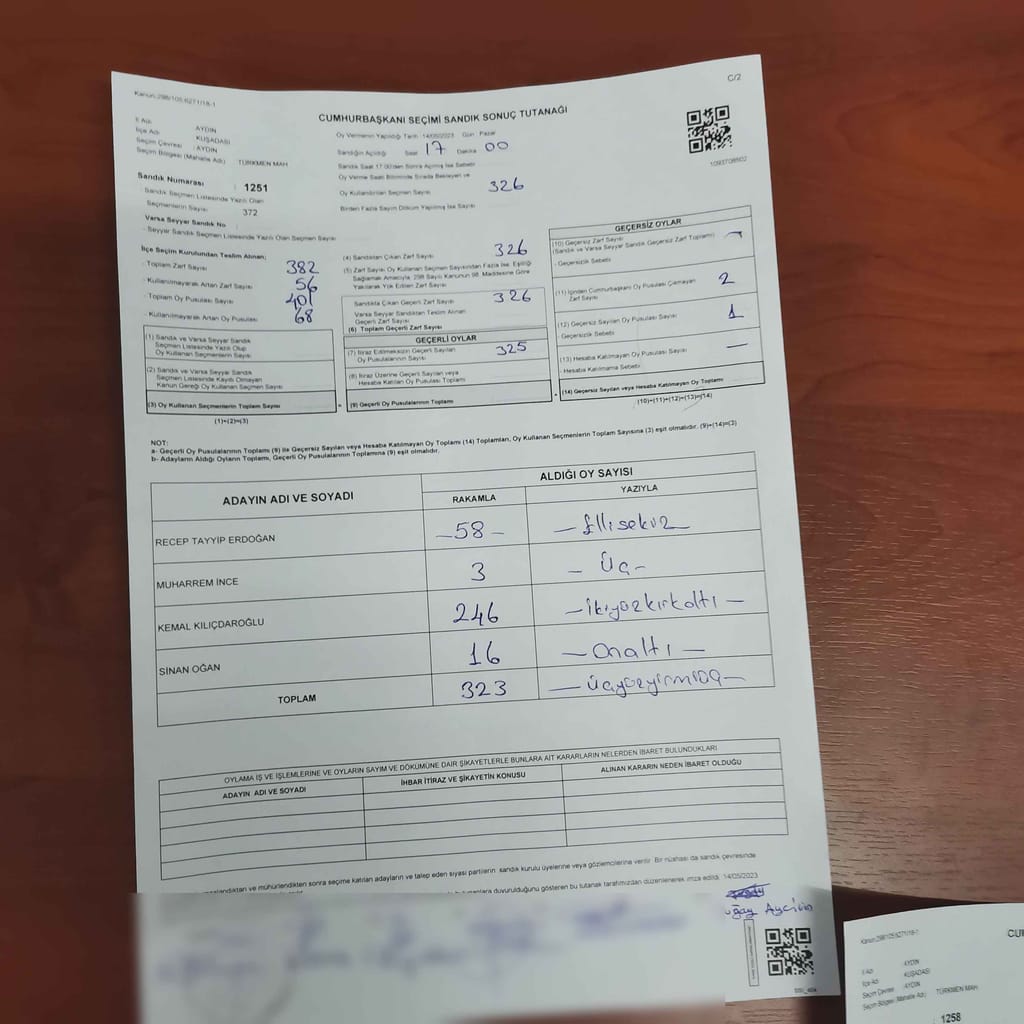 Kanun:298/105,6271/18-1
C/2
CUMHURBAŞKANI SEÇİMİ SANDIK SONUÇ TUTANAĞI
İl Adı AYDIN
İlçe Adı KUŞADASI
Seçim Çevresi AYDIN
Seçim Bölgesi (Mahalle Adı) TÜRKMEN MAH
Oy Vermenin Yapıldığı Tarih 14/05/2023 Gün : Pazar
Sandığın Açıldığı Saat 17 Dakika 00
Sandık Saat 17:00'den Sonra Açılmış İse Sebebi
Oy Verme Saati Bitiminde Sırada Bekleyen ve
Oy Kullandırılan Seçmen Sayısı 326
Birden Fazla Sayım Döküm Yapılmış İse Sayısı
1093708502
Sandık Numarası : 1251
Sandık Seçmen Listesinde Yazılı Olan
Seçmenlerin Sayısı 372
Varsa Seyyar Sandık No
- Seyyar Sandık Seçmen Listesinde Yazılı Olan Seçmen Sayısı
İlçe Seçim Kurulundan Teslim Alınan;
- Toplam Zarf Sayısı 382
- Kullanılmayarak Artan Zarf Sayısı 56
- Toplam Oy Pusulası Sayısı 401
- Kullanılmayarak Artan Oy Pusulası 68
(1) Sandık ve Varsa Seyyar Sandık
Seçmen Listesinde Yazılı Olup
Oy Kullanan Seçmenlerin Sayısı
(2) Sandık ve Varsa Seyyar Sandık
Seçmen Listesinde Kayıtlı Olmayan
Kanun Gereği Oy Kullanan Seçmen Sayısı
(3) Oy Kullanan Seçmenlerin Toplam Sayısı
(1)+(2)=(3)
(4) Sandıktan Çıkan Zarf Sayısı 326
(5) Zarf Sayısı Oy Kullanan Seçmen Sayısından Fazla İse, Eşitliği
Sağlamak Amacıyla, 298 Sayılı Kanunun 98. Maddesine Göre
Yakılarak Yok Edilen Zarf Sayısı
Sandıkta Çıkan Geçerli Zarf Sayısı 326
Varsa Seyyar Sandıktan Teslim Alınan
Geçerli Zarf Sayısı
(6) Toplam Geçerli Zarf Sayısı
GEÇERLİ OYLAR
(7) İtiraz Edilmeksizin Geçerli Sayılan
Oy Pusulalarının Sayısı 325
(8) İtiraz Üzerine Geçerli Sayılan veya
Hesaba Katılan Oy Pusulası Toplamı
= (9) Geçerli Oy Pusulalarının Toplamı
GEÇERSİZ OYLAR
(10) Geçersiz Zarf Sayısı
(Sandık ve Varsa Seyyar Sandık Geçersiz Zarf Toplamı) —
- Geçersizlik Sebebi
(11) İçinden Cumhurbaşkanı Oy Pusulası Çıkmayan
Zarf Sayısı 2
(12) Geçersiz Sayılan Oy Pusulası Sayısı 1
- Geçersizlik Sebebi
(13) Hesaba Katılmayan Oy Pusulası Sayısı —
- Hesaba Katılmama Sebebi
+ (14) Geçersiz Sayılan veya Hesaba Katılmayan Oy Toplamı
(10)+(11)+(12)+(13)=(14)
NOT:
a- Geçerli Oy Pusulalarının Toplamı (9) ile Geçersiz Sayılan veya Hesaba Katılmayan Oy Toplamı (14) Toplamları, Oy Kullanan Seçmenlerin Toplam Sayısına (3) eşit olmalıdır. (9)+(14)=(3)
b- Adayların Aldığı Oyların Toplamı, Geçerli Oy Pusulalarının Toplamına (9) eşit olmalıdır.
ADAYIN ADI VE SOYADI ALDIĞI OY SAYISI
RAKAMLA YAZIYLA
RECEP TAYYİP ERDOĞAN —58— — Ellisekiz —
MUHARREM İNCE 3 — Üç —
KEMAL KILIÇDAROĞLU 246 — ikiyüzkırkaltı —
SİNAN OĞAN 16 — Onaltı —
TOPLAM 323 — üçyüzyirmiüç —
OYLAMA İŞ VE İŞLEMLERİNE VE OYLARIN SAYIM VE DÖKÜMÜNE DAİR ŞİKAYETLERLE BUNLARA AİT KARARLARIN NELERDEN İBARET BULUNDUKLARI
ADAYIN ADI VE SOYADI İHBAR İTİRAZ VE ŞİKAYETİN KONUSU ALINAN KARARIN NEDEN İBARET OLDUĞU
mühürlendikten sonra seçime katılan adayların ve talep eden siyasi partilerin sandık kurulu üyelerine veya gözlemcilerine verilir. Bir nüshası da sandık çevresinde
duyurulduğunu gösteren bu tutanak tarafımızdan düzenlenerek imza edildi. 14/05/2023
Kanun:298/105,6271/18-1
İl Adı AYDIN
İlçe Adı KUŞADASI
Seçim Çevresi AYDIN
Seçim Bölgesi (Mahalle Adı) TÜRKMEN MAH
1258